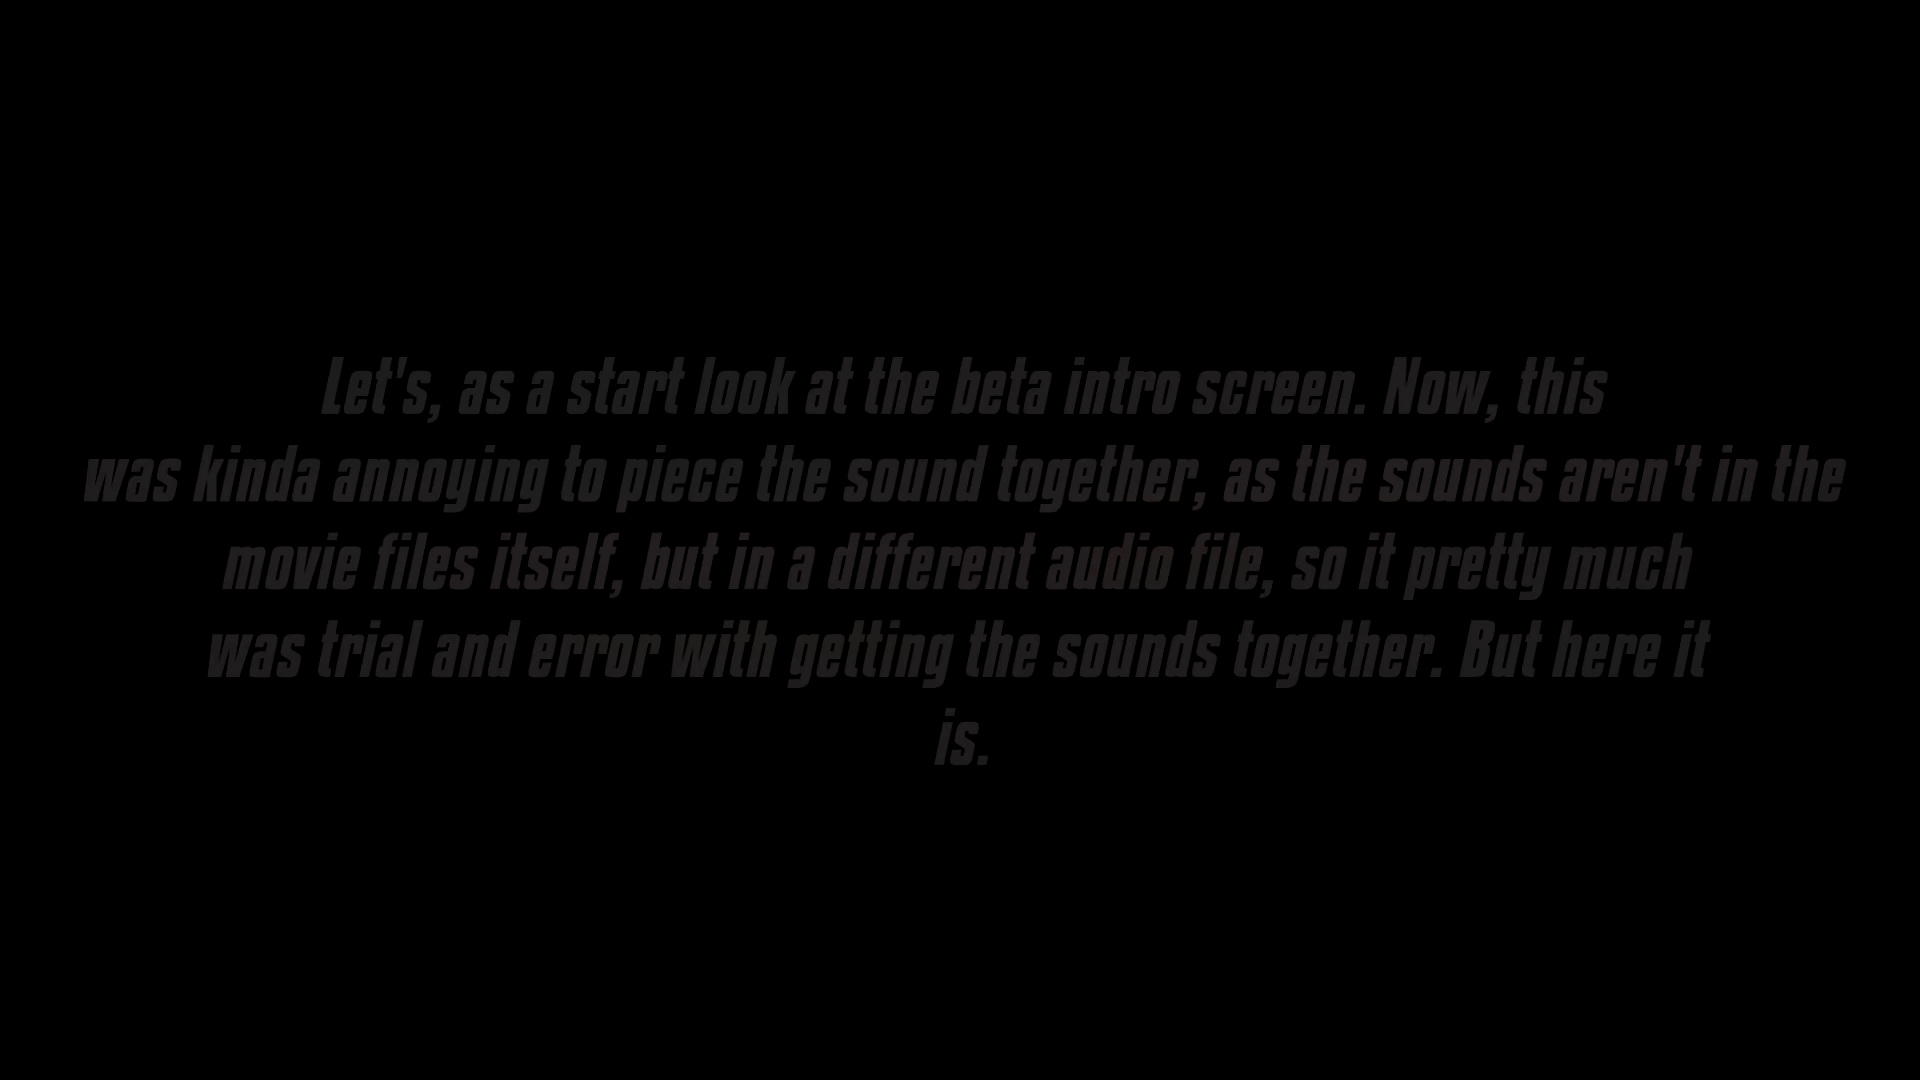 Let's, as a start look at the beta intro screen. Now, this
was kinda annoying to piece the sound together, as the sounds aren't in the
movie files itself, but in a different audio file, so it pretty much
was trial and error with getting the sounds together. But here it
is.